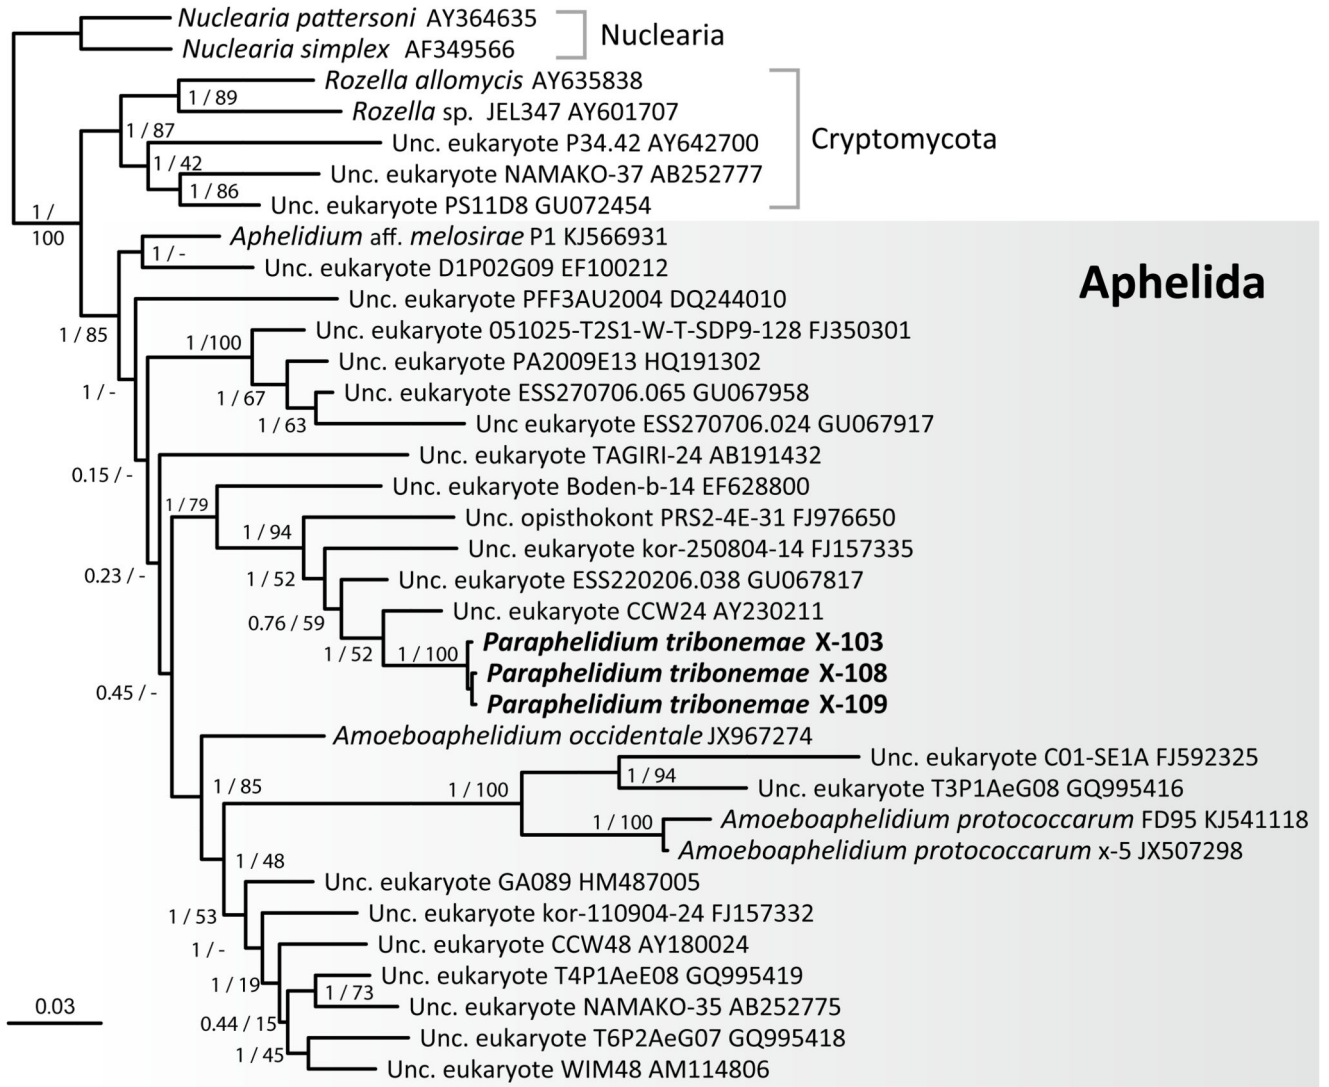 Nuclearia pattersoni AY364635
Nuclearia simplex AF349566
Nuclearia
Rozella allomycis AY635838
1 / 89
Rozella sp. JEL347 AY601707
1 / 87
Unc. eukaryote P34.42 AY642700
Cryptomycota
1 / 42
Unc. eukaryote NAMAKO-37 AB252777
1 / 86
Unc. eukaryote PS11D8 GU072454
1 /
100
Aphelidium aff. melosirae P1 KJ566931
1 / -
Unc. eukaryote D1P02G09 EF100212
Aphelida
Unc. eukaryote PFF3AU2004 DQ244010
1 / 85
Unc. eukaryote 051025-T2S1-W-T-SDP9-128 FJ350301
1 /100
Unc. eukaryote PA2009E13 HQ191302
1 / -
1 / 67
Unc. eukaryote ESS270706.065 GU067958
1 / 63
Unc eukaryote ESS270706.024 GU067917
Unc. eukaryote TAGIRI-24 AB191432
0.15 / -
Unc. eukaryote Boden-b-14 EF628800
1 / 79
Unc. opisthokont PRS2-4E-31 FJ976650
1 / 94
Unc. eukaryote kor-250804-14 FJ157335
0.23 / -
1 / 52
Unc. eukaryote ESS220206.038 GU067817
Unc. eukaryote CCW24 AY230211
0.76 / 59
Paraphelidium tribonemae X-103
1 / 52
1 / 100
Paraphelidium tribonemae X-108
0.45 / -
Paraphelidium tribonemae X-109
Amoeboaphelidium occidentale JX967274
Unc. eukaryote C01-SE1A FJ592325
1 / 94
1 / 85
1 / 100
Unc. eukaryote T3P1AeG08 GQ995416
1 / 100
Amoeboaphelidium protococcarum FD95 KJ541118
Amoeboaphelidium protococcarum x-5 JX507298
1 / 48
Unc. eukaryote GA089 HM487005
1 / 53
Unc. eukaryote kor-110904-24 FJ157332
1 / -
Unc. eukaryote CCW48 AY180024
Unc. eukaryote T4P1AeE08 GQ995419
1 / 19
1 / 73
Unc. eukaryote NAMAKO-35 AB252775
0.03
0.44 / 15
Unc. eukaryote T6P2AeG07 GQ995418
1 / 45
Unc. eukaryote WIM48 AM114806